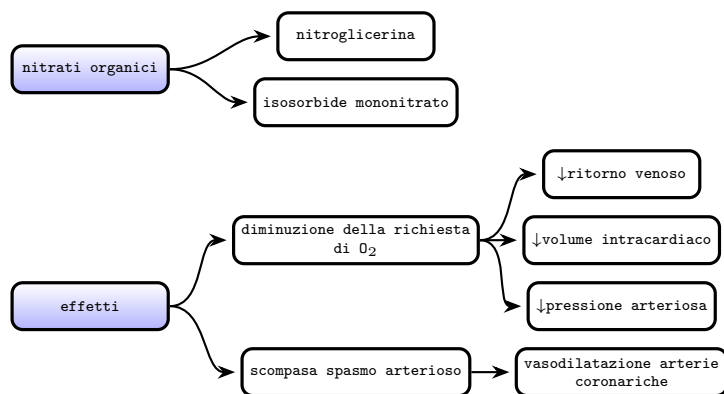 nitrati organici
nitroglicerina
isosorbide mononitrato
effetti
diminuzione della richiesta
di O₂
↓ritorno venoso
↓volume intracardiaco
↓pressione arteriosa
scompasa spasmo arterioso
vasodilatazione arterie
coronariche